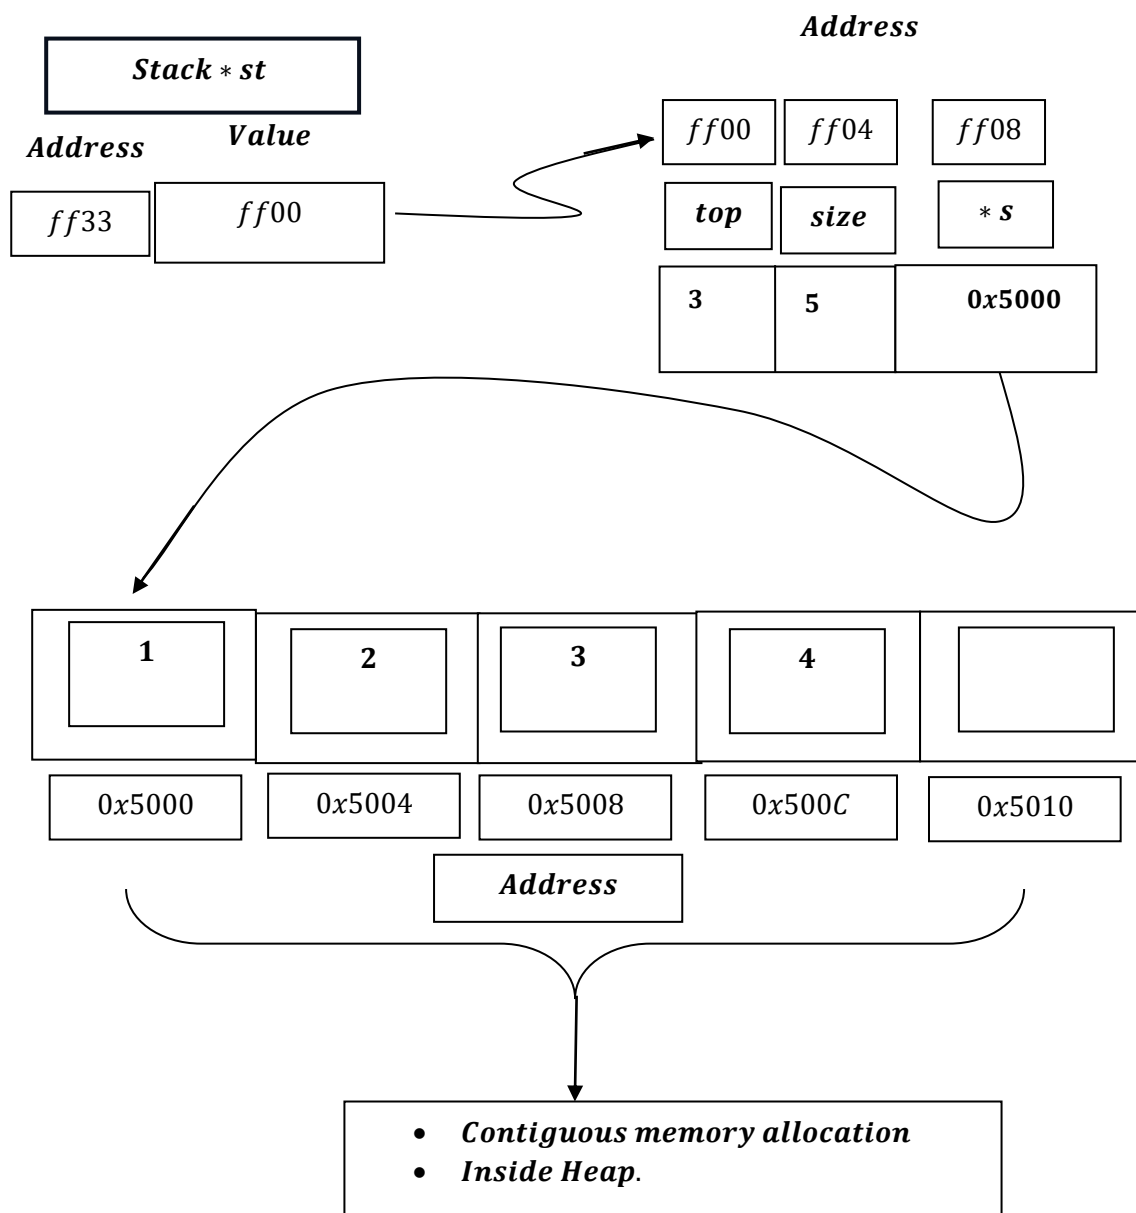 Address
Stack * st
Address Value
ff33 ff00
ff00 ff04 ff08
top size * s
3 5 0x5000
1 2 3 4
0x5000 0x5004 0x5008 0x500C 0x5010
Address
• Contiguous memory allocation
• Inside Heap.